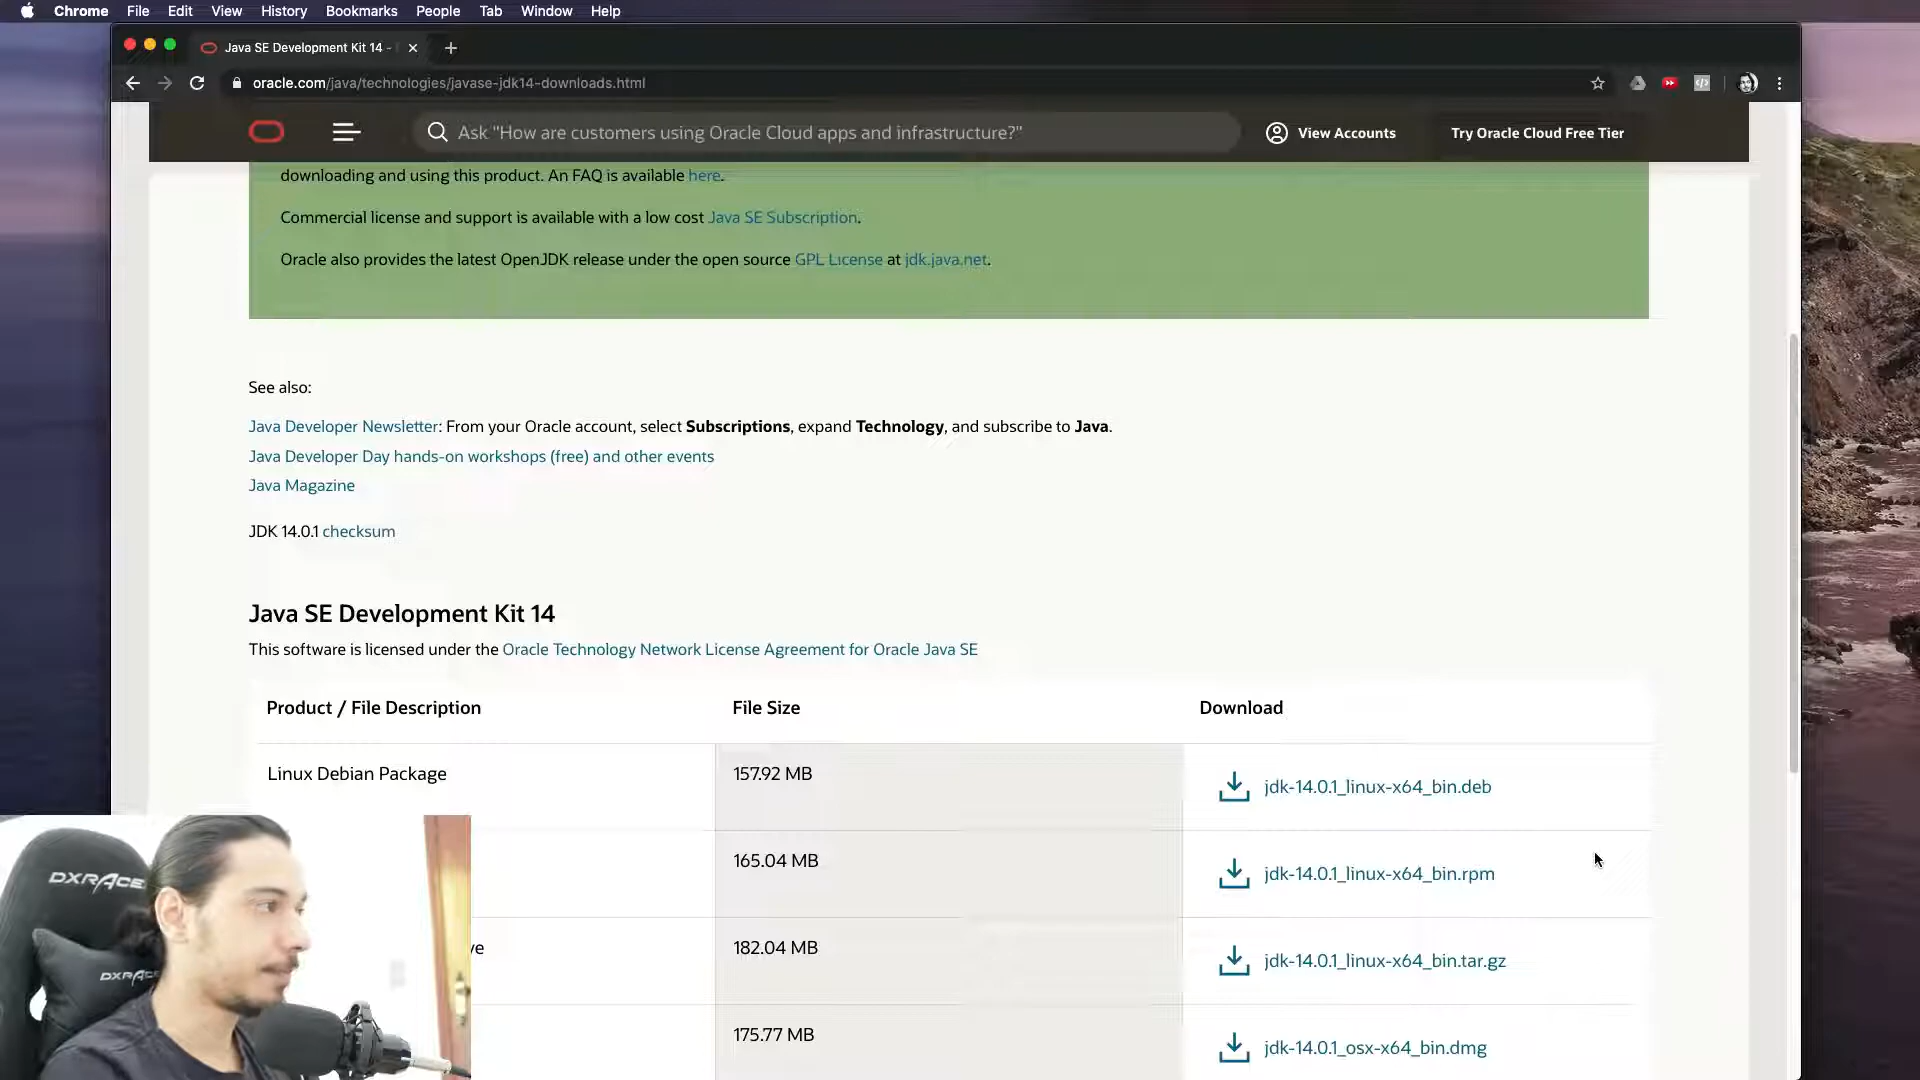 Chrome File Edit View History Bookmarks People Tab Window Help
Java SE Development Kit 14 -
oracle.com/java/technologies/javase-jdk14-downloads.html
Ask "How are customers using Oracle Cloud apps and infrastructure?"
View Accounts
Try Oracle Cloud Free Tier
downloading and using this product. An FAQ is available here.
Commercial license and support is available with a low cost Java SE Subscription.
Oracle also provides the latest OpenJDK release under the open source GPL License at jdk.java.net.
See also:
Java Developer Newsletter: From your Oracle account, select Subscriptions, expand Technology, and subscribe to Java.
Java Developer Day hands-on workshops (free) and other events
Java Magazine
JDK 14.0.1 checksum
Java SE Development Kit 14
This software is licensed under the Oracle Technology Network License Agreement for Oracle Java SE
Product / File Description File Size Download
Linux Debian Package 157.92 MB jdk-14.0.1_linux-x64_bin.deb
165.04 MB jdk-14.0.1_linux-x64_bin.rpm
ve 182.04 MB jdk-14.0.1_linux-x64_bin.tar.gz
175.77 MB jdk-14.0.1_osx-x64_bin.dmg
DXRACE
DXRACE